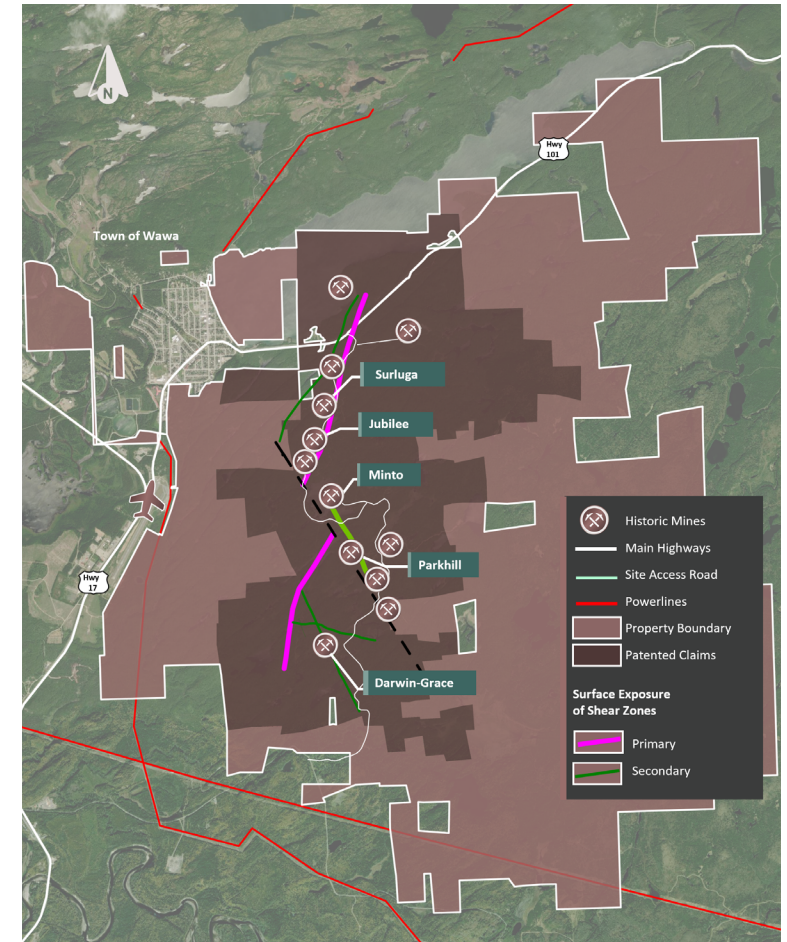 N
Hwy
101
Town of Wawa
Surluga
Jubilee
Minto
Parkhill
Hwy
17
Darwin-Grace
Historic Mines
Main Highways
Site Access Road
Powerlines
Property Boundary
Patented Claims
Surface Exposure
of Shear Zones
Primary
Secondary